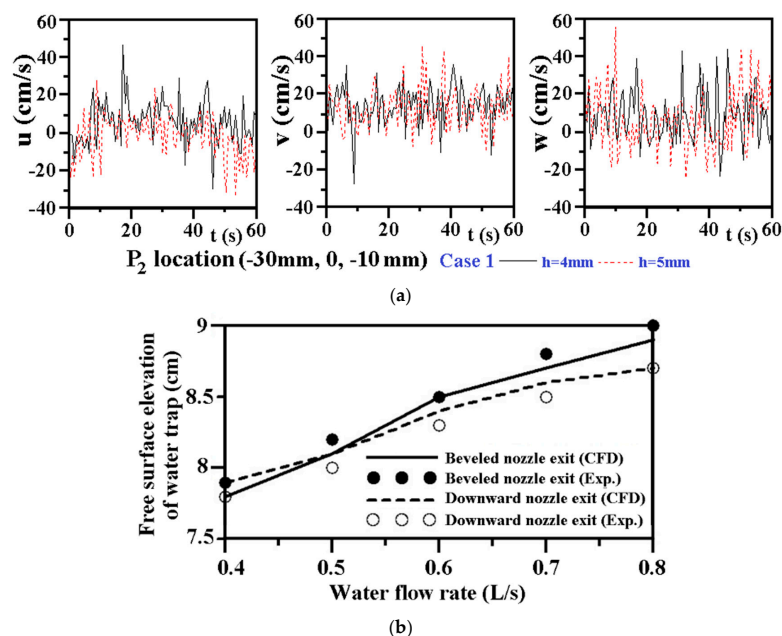 60
40
20
0
-20
-40
u (cm/s)
0 20 40 60
t (s)
60
40
20
0
-20
-40
v (cm/s)
0 20 40 60
t (s)
60
40
20
0
-20
-40
w (cm/s)
0 20 40 60
t (s)
P2 location (-30mm, 0, -10 mm) Case 1 h=4mm h=5mm
(a)
9
8.5
8
7.5
Free surface elevation
of water trap (cm)
Beveled nozzle exit (CFD)
Beveled nozzle exit (Exp.)
Downward nozzle exit (CFD)
Downward nozzle exit (Exp.)
0.4 0.5 0.6 0.7 0.8
Water flow rate (L/s)
(b)